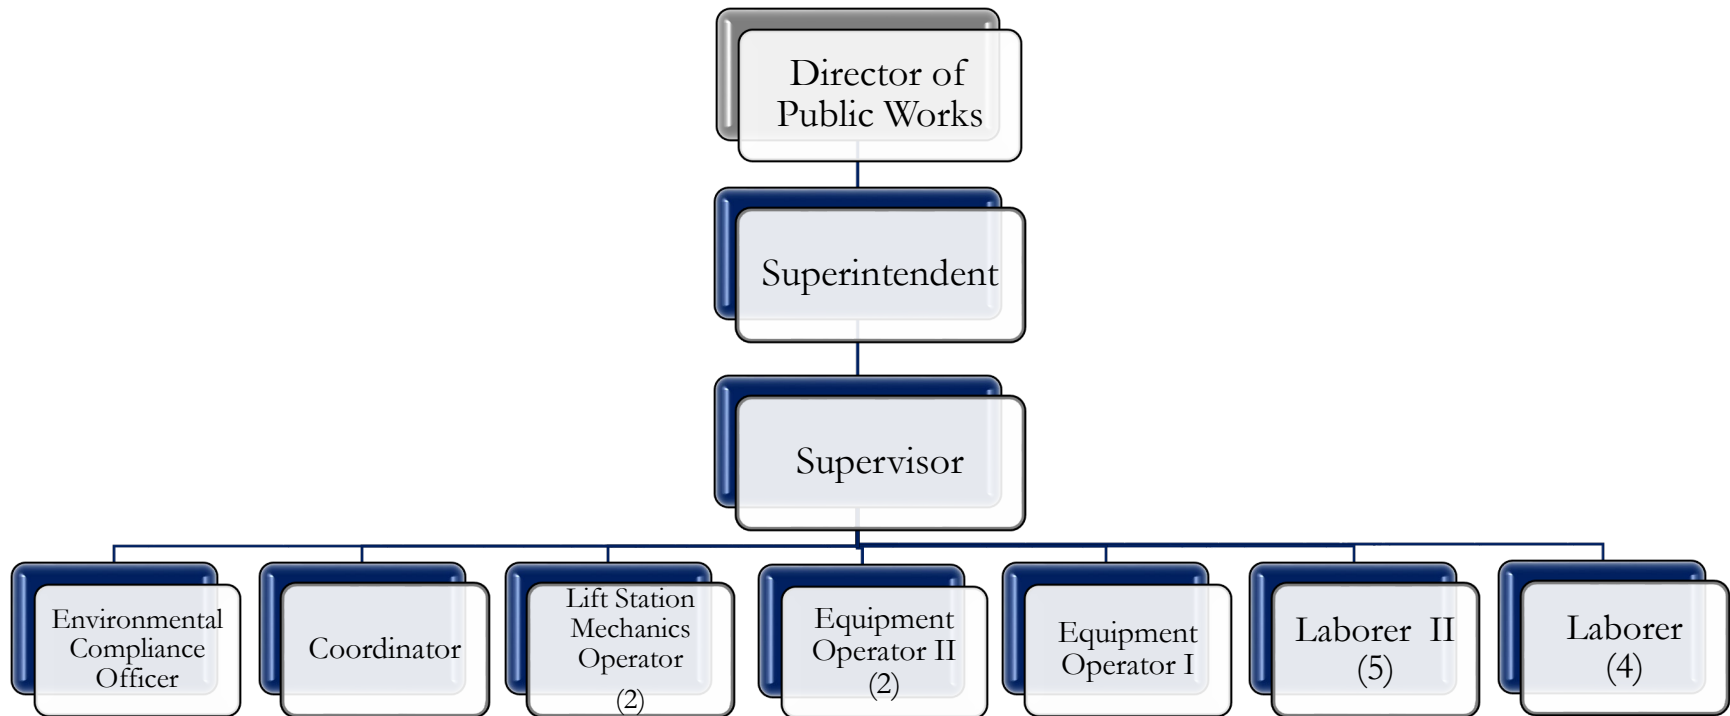 Director of
Public Works
Superintendent
Supervisor
Environmental
Compliance
Officer
Coordinator
Lift Station
Mechanics
Operator
(2)
Equipment
Operator II
(2)
Equipment
Operator I
Laborer II
(5)
Laborer
(4)